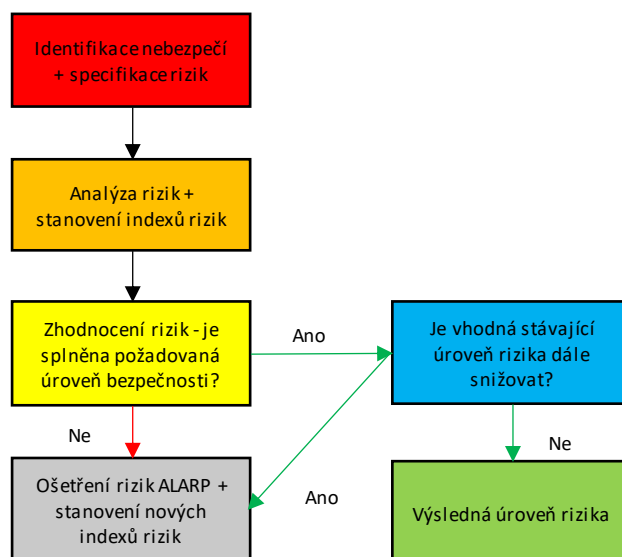 Identifikace nebezpečí
+ specifikace rizik
Analýza rizik +
stanovení indexů rizik
Zhodnocení rizik - je
splněna požadovaná
úroveň bezpečnosti?
Ano
Je vhodná stávající
úroveň rizika dále
snižovat?
Ne
Ne
Ošetření rizik ALARP +
stanovení nových
indexů rizik
Ano
Výsledná úroveň rizika